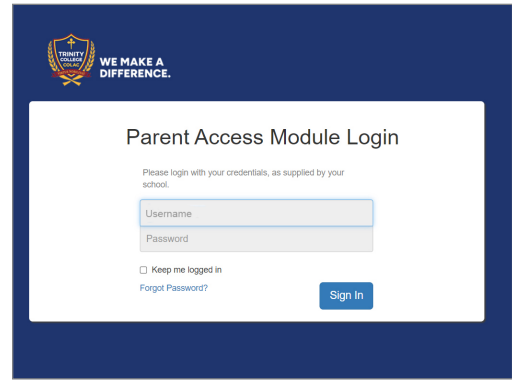 TRINITY
COLLEGE
COLAC
WE MAKE A
DIFFERENCE.
Parent Access Module Login
Please login with your credentials, as supplied by your
school.
Username
Password
Keep me logged in
Forgot Password?
Sign In